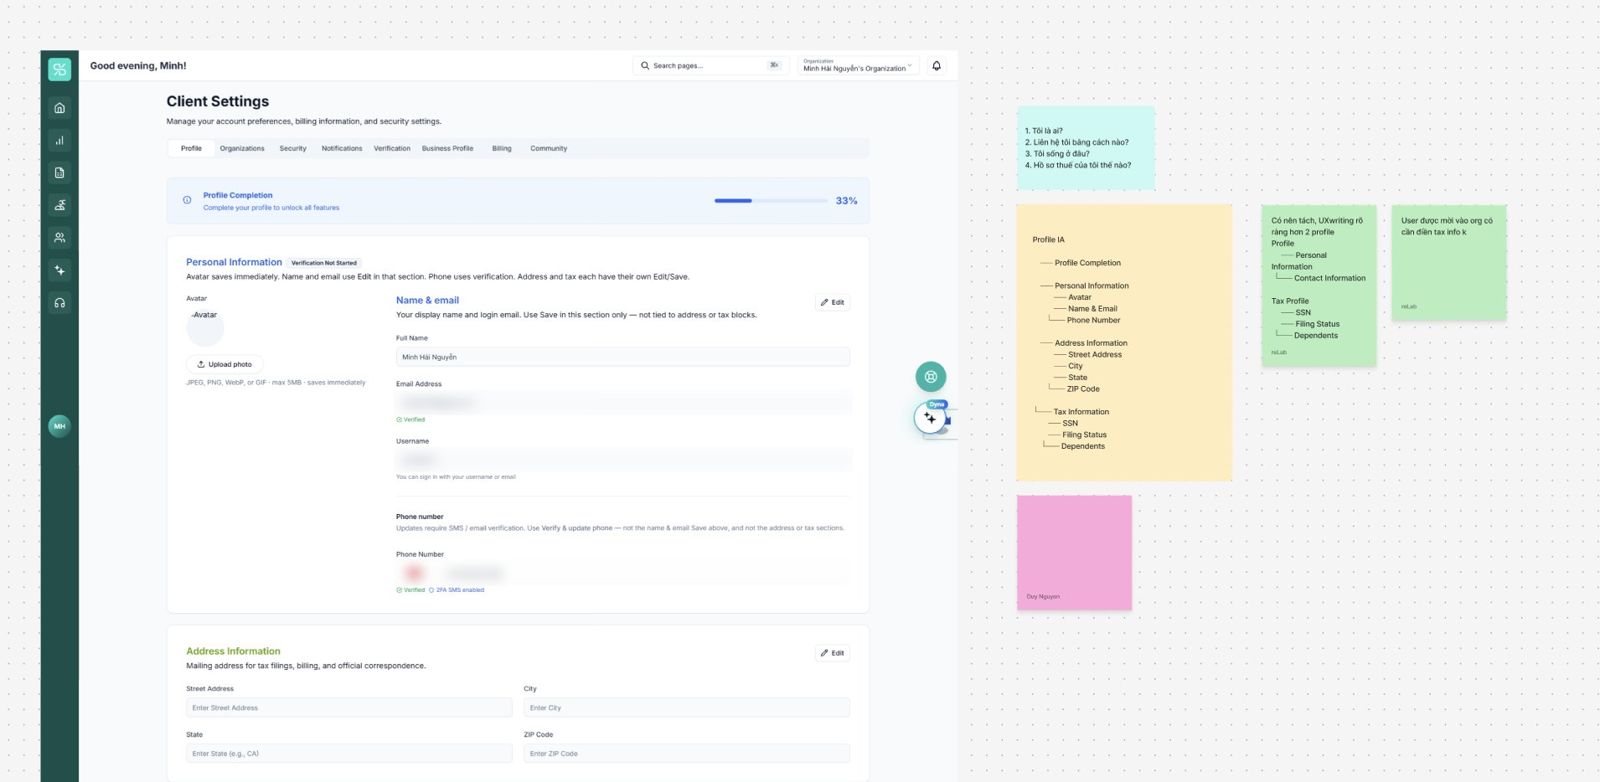 Good evening, Minh!
Search pages...
⌘K
Organization
Minh Hải Nguyễn's Organization
Client Settings
Manage your account preferences, billing information, and security settings.
Profile
Organizations
Security
Notifications
Verification
Business Profile
Billing
Community
Profile Completion
Complete your profile to unlock all features
33%
Personal Information
Verification Not Started
Avatar saves immediately. Name and email use Edit in that section. Phone uses verification. Address and tax each have their own Edit/Save.
Avatar
-Avatar
Upload photo
JPEG, PNG, WebP, or GIF · max 5MB · saves immediately
Name & email
Edit
Your display name and login email. Use Save in this section only — not tied to address or tax blocks.
Full Name
Minh Hải Nguyễn
Email Address
Verified
Username
You can sign in with your username or email
Phone number
Updates require SMS / email verification. Use Verify & update phone — not the name & email Save above, and not the address or tax sections.
Phone Number
Verified
2FA SMS enabled
Address Information
Edit
Mailing address for tax filings, billing, and official correspondence.
Street Address
City
Enter Street Address
Enter City
State
ZIP Code
Enter State (e.g., CA)
Enter ZIP Code
MH
Dyna
1. Tôi là ai?
2. Liên hệ tôi bằng cách nào?
3. Tôi sống ở đâu?
4. Hồ sơ thuế của tôi thế nào?
Profile IA
Profile Completion
Personal Information
Avatar
Name & Email
Phone Number
Address Information
Street Address
City
State
ZIP Code
Tax Information
SSN
Filing Status
Dependents
Có nên tách, UXwriting rõ
ràng hơn 2 profile
Profile
Personal
Information
Contact Information
Tax Profile
SSN
Filing Status
Dependents
reLab
User được mời vào org có
cần điền tax info k
reLab
Duy Nguyen